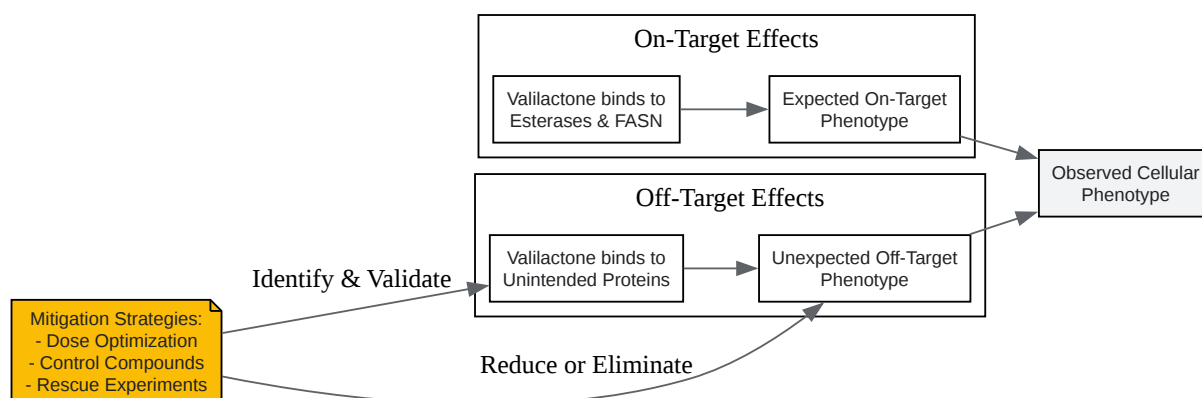 On-Target Effects
Valilactone binds to
Esterases & FASN
Expected On-Target
Phenotype
Observed Cellular
Phenotype
Off-Target Effects
Valilactone binds to
Unintended Proteins
Unexpected Off-Target
Phenotype
Identify & Validate
Mitigation Strategies:
- Dose Optimization
- Control Compounds
- Rescue Experiments
Reduce or Eliminate